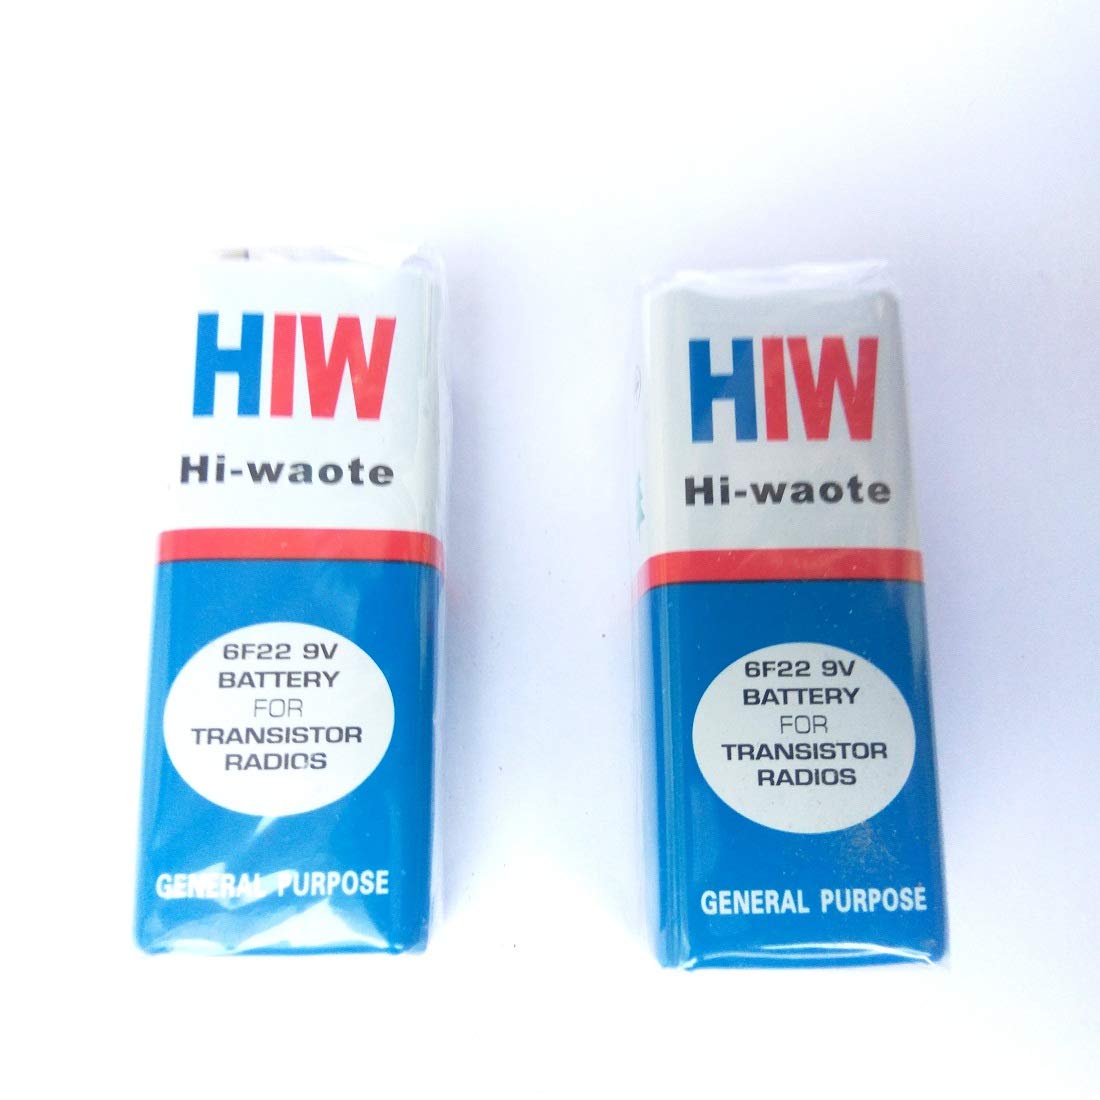 HIW
Hi-waote
6F22 9V
BATTERY
FOR
TRANSISTOR
RADIOS
GENERAL PURPOSE
HIW
Hi-waote
6F22 9V
BATTERY
FOR
TRANSISTOR
RADIOS
GENERAL PURPOSE